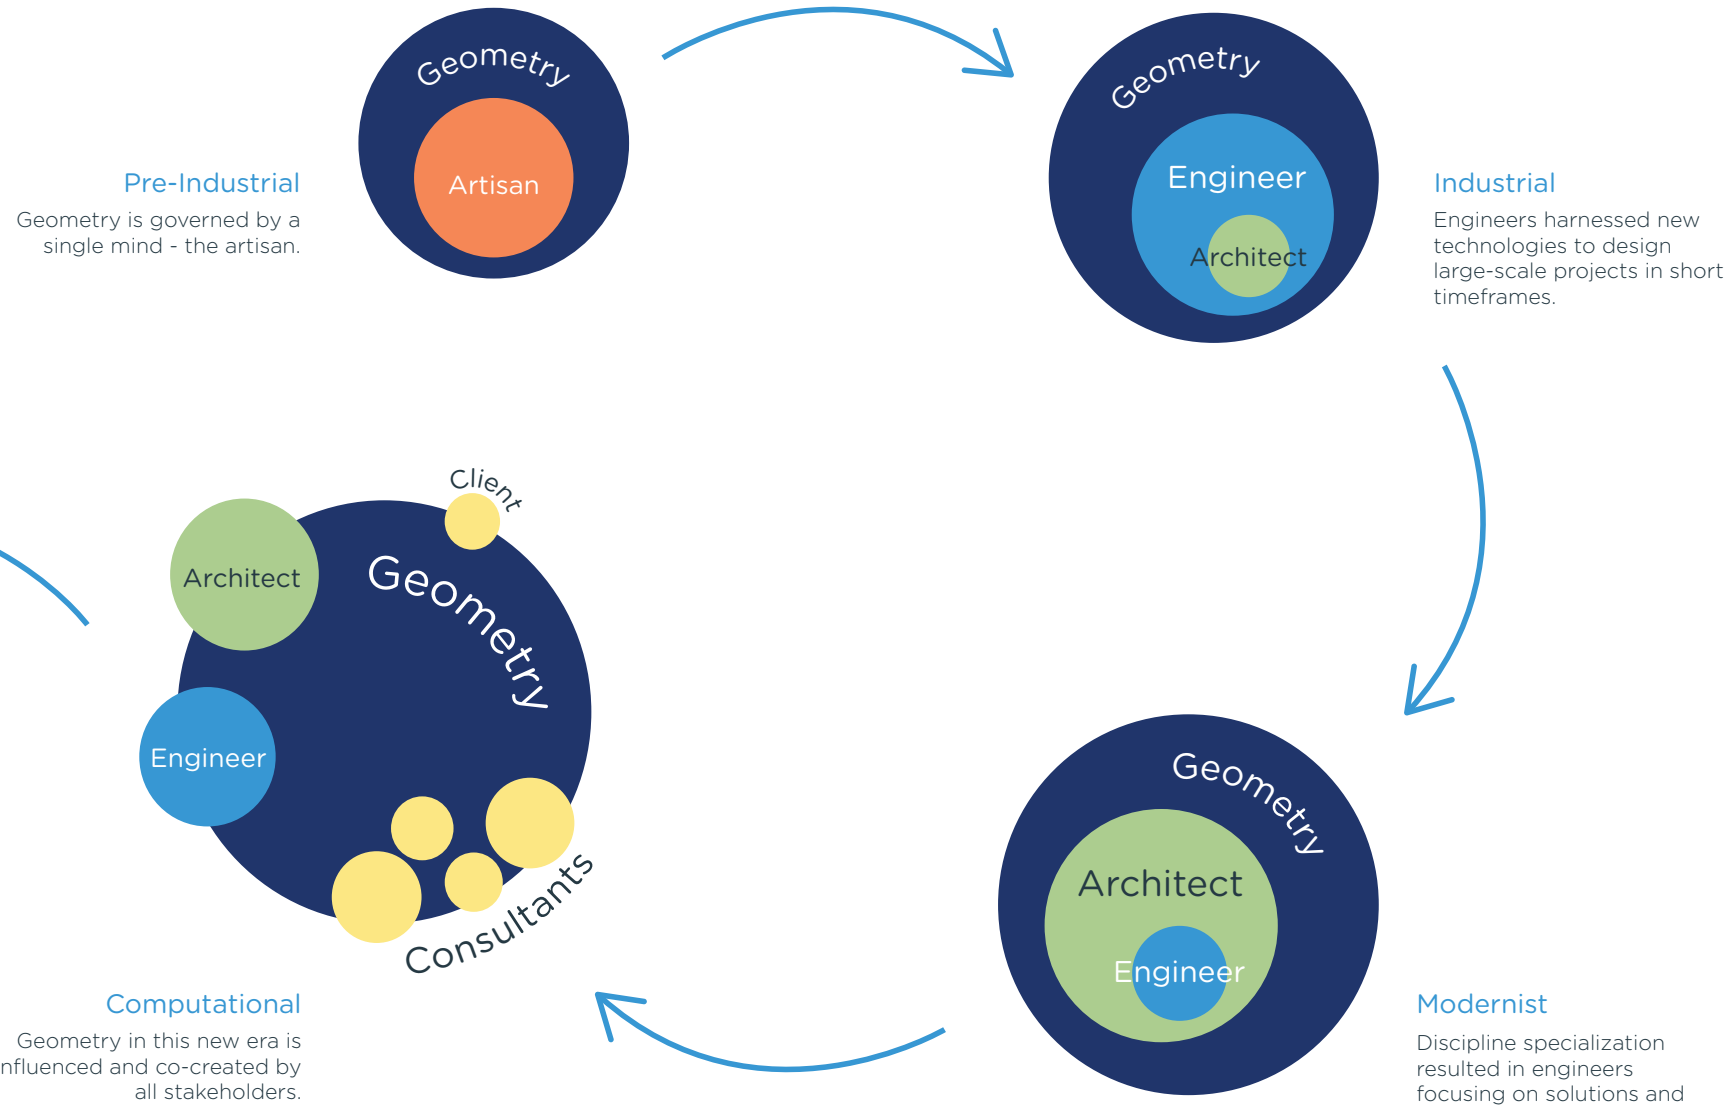 Geometry
Artisan
Pre-Industrial
Geometry is governed by a
single mind - the artisan.
Geometry
Engineer
Architect
Industrial
Engineers harnessed new
technologies to design
large-scale projects in short
timeframes.
Client
Architect
Geometry
Engineer
Consultants
Computational
Geometry in this new era is
nfluenced and co-created by
all stakeholders.
Geometry
Architect
Engineer
Modernist
Discipline specialization
resulted in engineers
focusing on solutions and